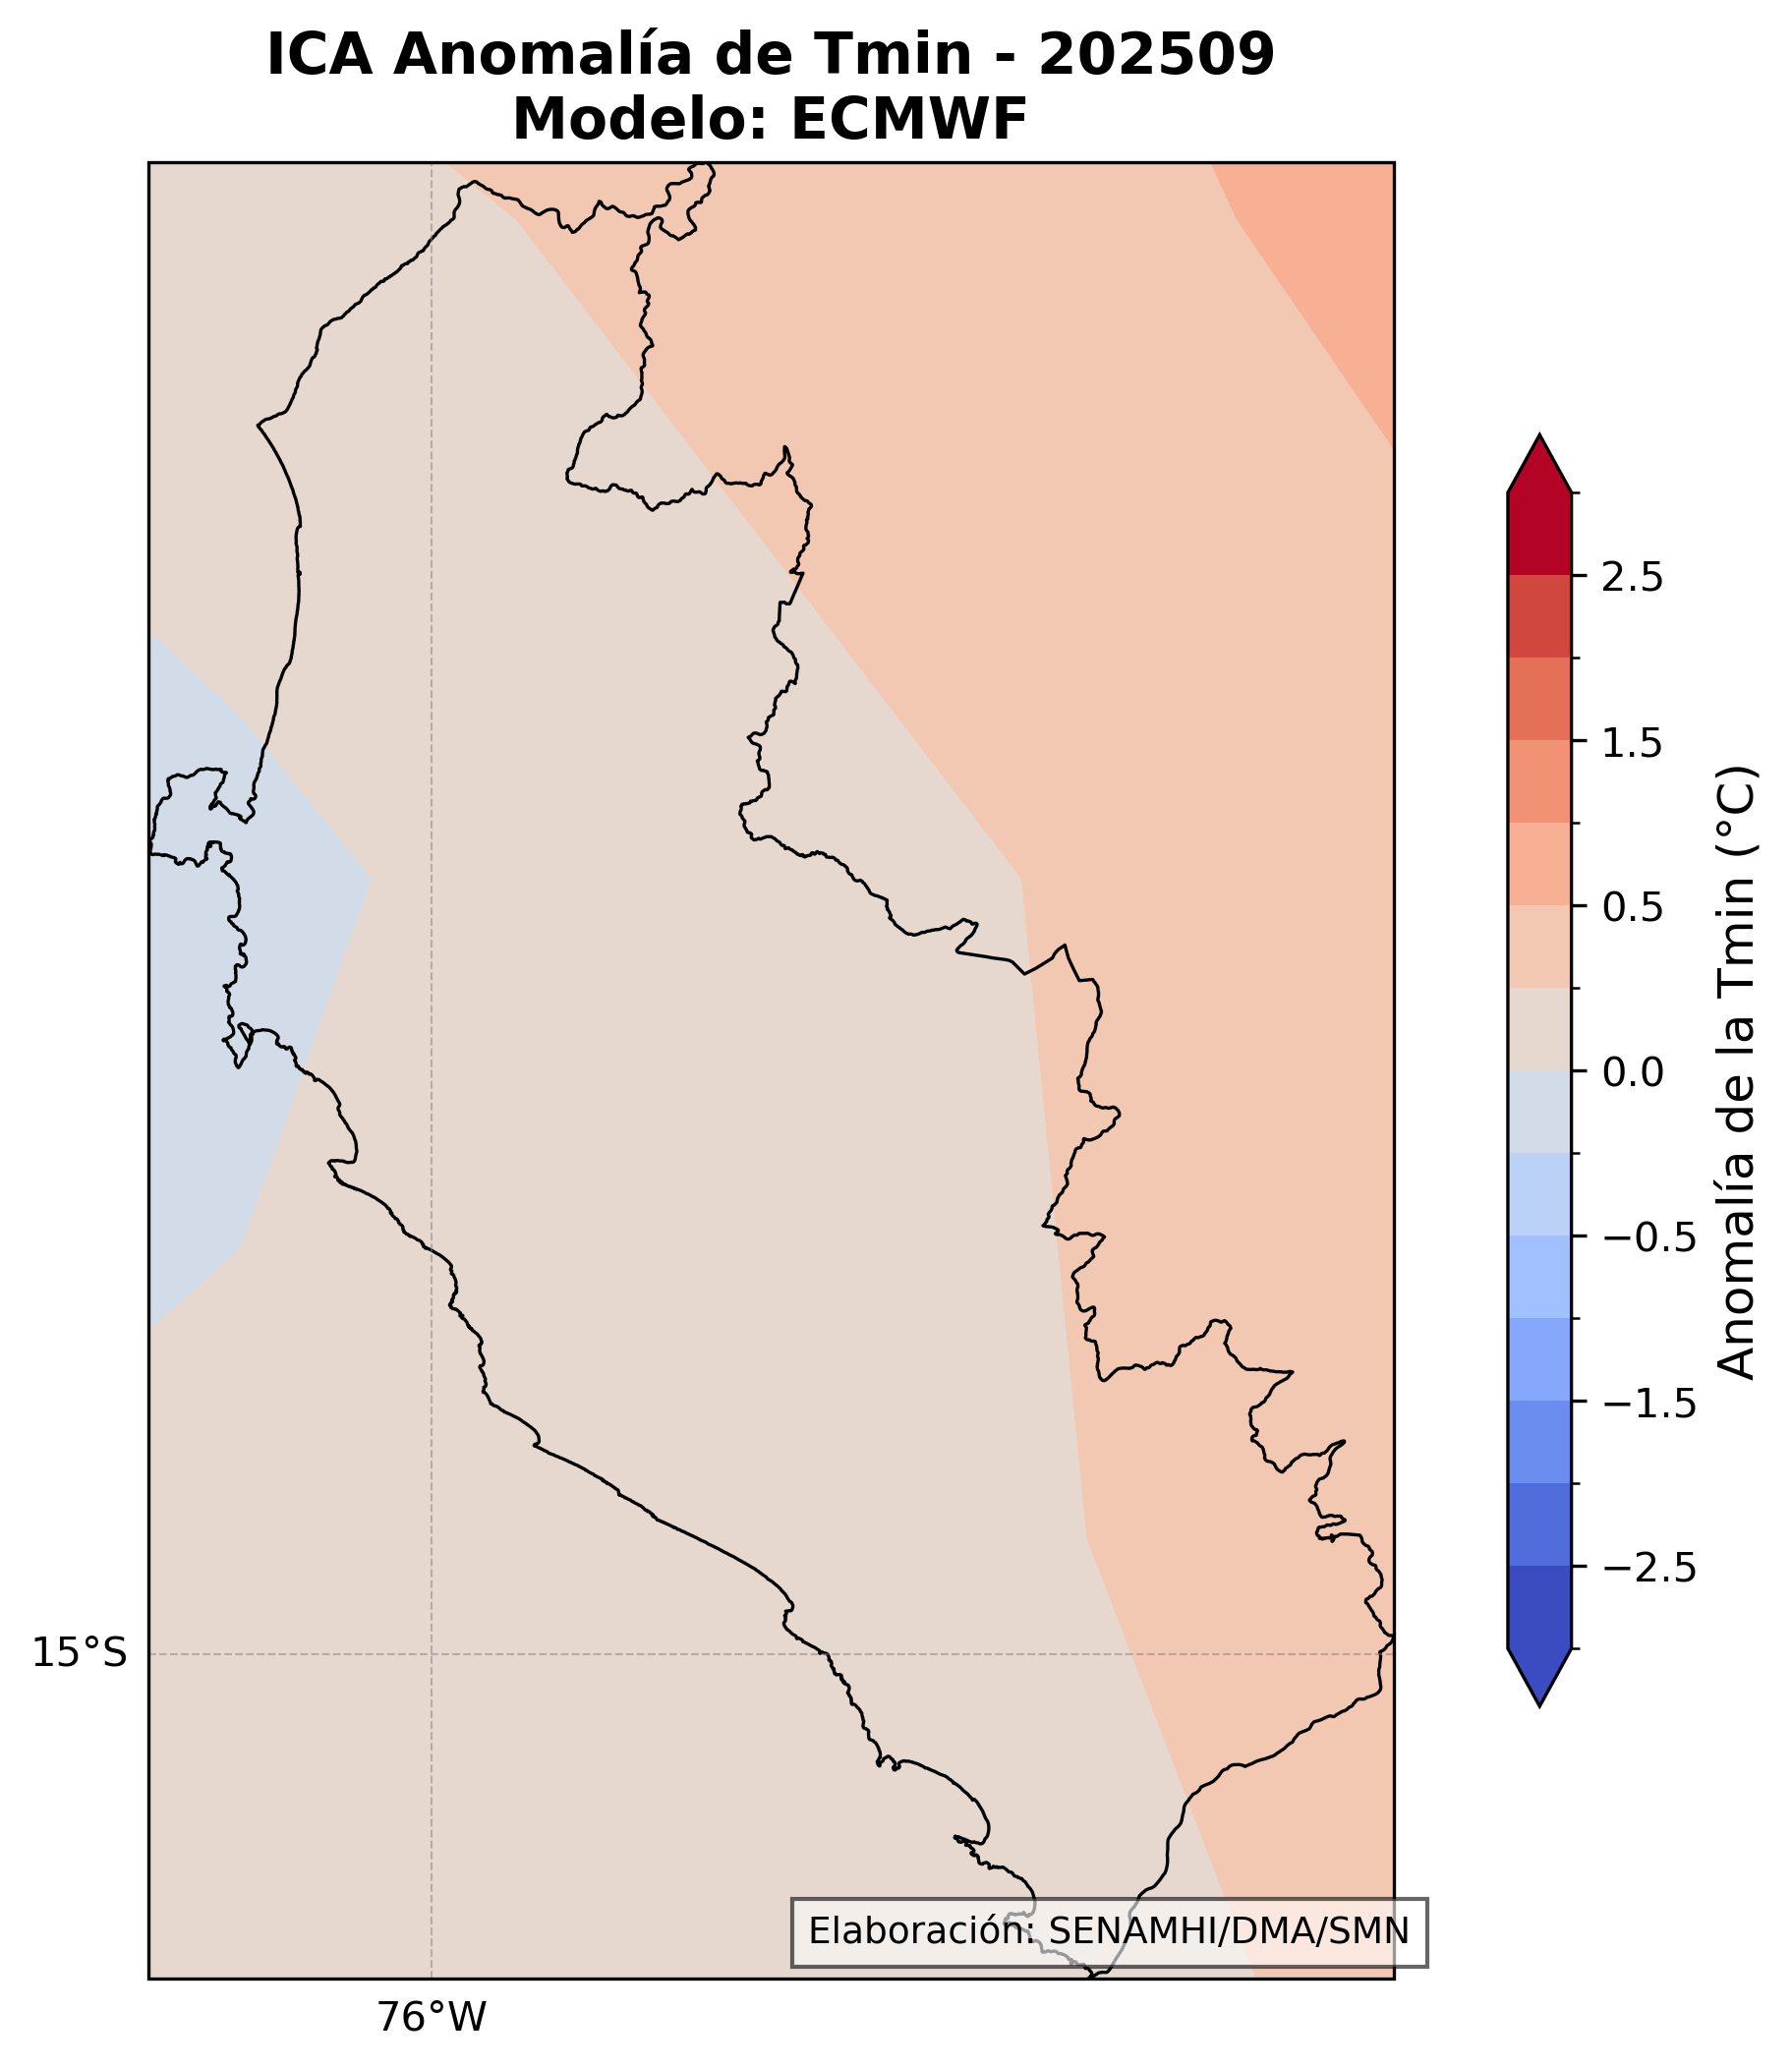 ICA Anomalía de Tmin - 202509
Modelo: ECMWF
2.5
1.5
0.5
0.0
−0.5
−1.5
−2.5
Anomalía de la Tmin (°C)
15°S
76°W
Elaboración: SENAMHI/DMA/SMN